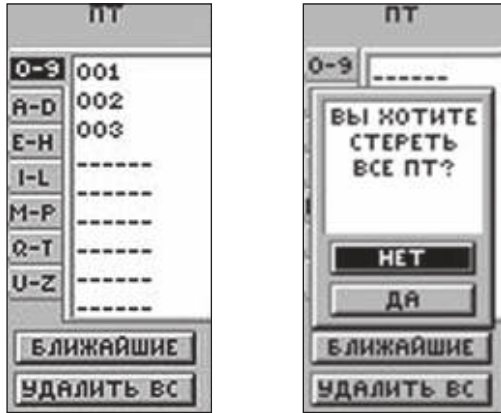 ПТ
0-9
001
A-D
002
E-H
003
I-L
------
M-P
------
Q-T
------
U-Z
------
------
------
БЛИЖАЙШИЕ
УДАЛИТЬ ВС
ПТ
0-9
------
ВЫ ХОТИТЕ
СТЕРЕТЬ
ВСЕ ПТ?
НЕТ
ДА
БЛИЖАЙШИЕ
УДАЛИТЬ ВС